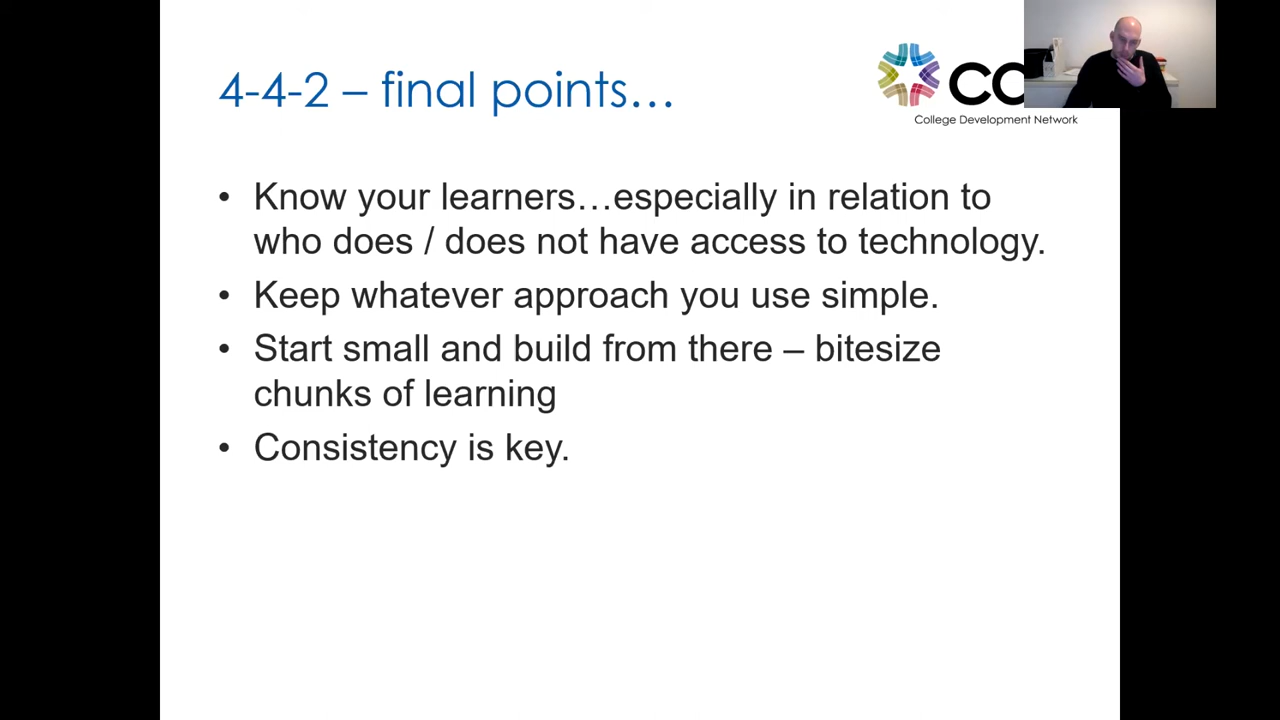 4-4-2 – final points…
College Development Network
• Know your learners…especially in relation to
who does / does not have access to technology.
• Keep whatever approach you use simple.
• Start small and build from there – bitesize
chunks of learning
• Consistency is key.